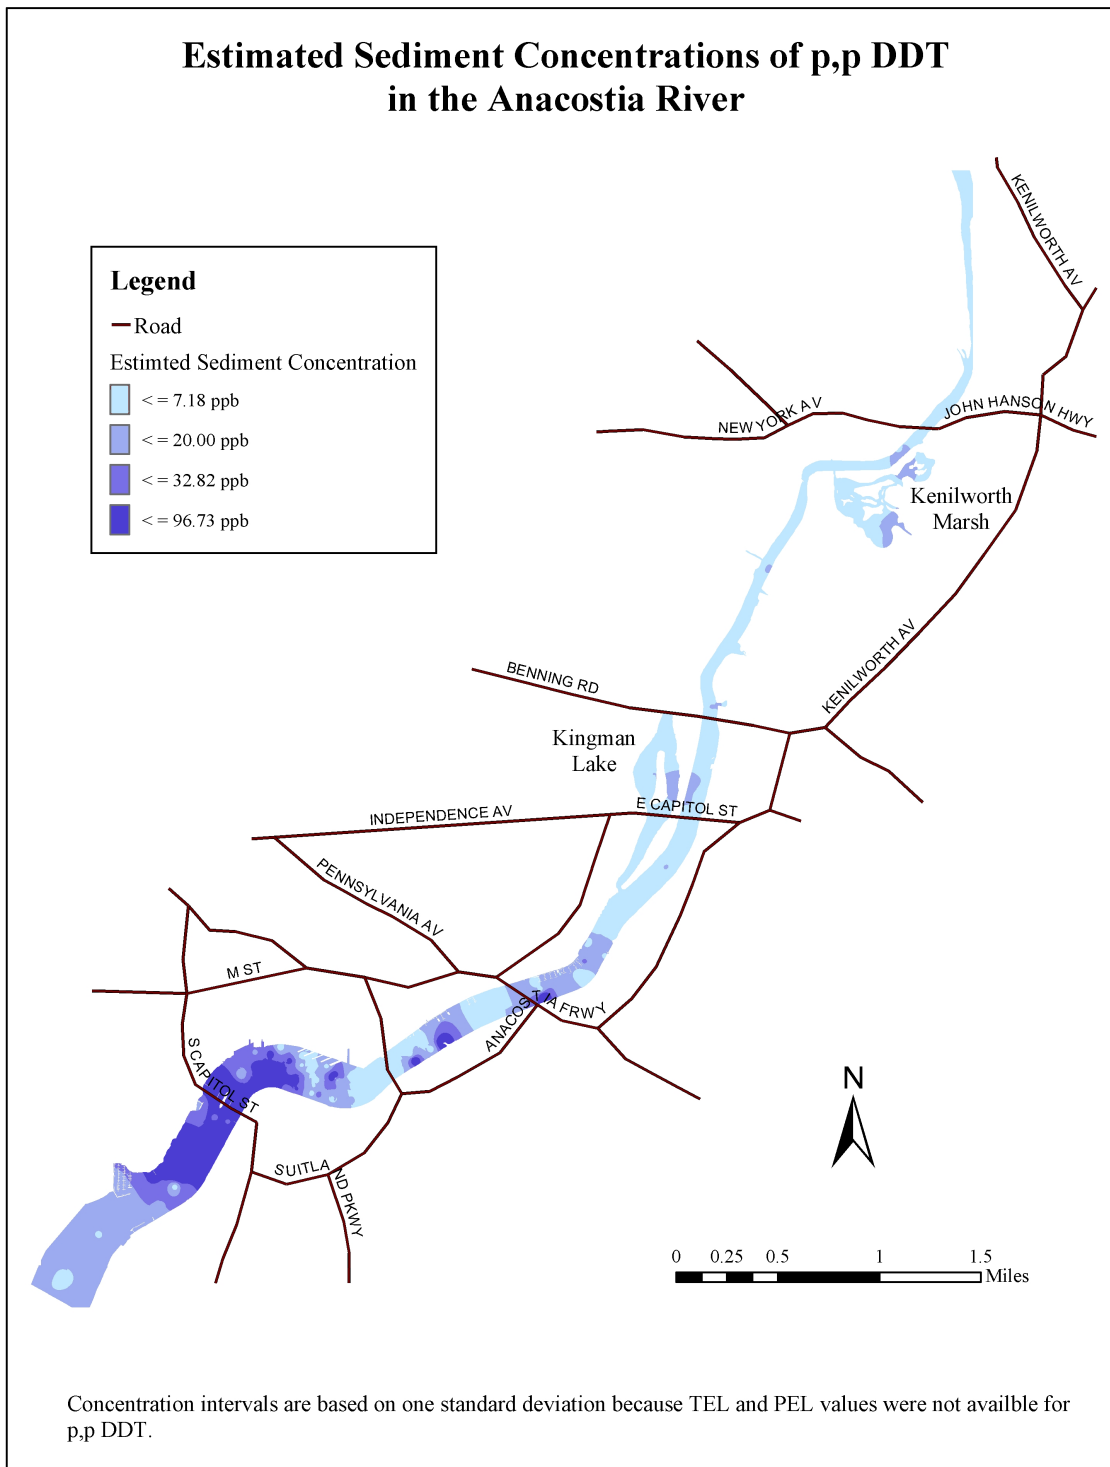 Estimated Sediment Concentrations of p,p DDT
in the Anacostia River
KENILWORTH AV
Legend
Road
Estimted Sediment Concentration
< = 7.18 ppb
< = 20.00 ppb
< = 32.82 ppb
< = 96.73 ppb
NEW YORK AV
JOHN HANSON HWY
Kenilworth
Marsh
KENILWORTH AV
BENNING RD
Kingman
Lake
INDEPENDENCE AV
E CAPITOL ST
PENNSYLVANIA AV
M ST
ANACOSTIA FRWY
S CAPITOL ST
SUITLAND PKWY
N
0 0.25 0.5 1 1.5
Miles
Concentration intervals are based on one standard deviation because TEL and PEL values were not availble for
p,p DDT.